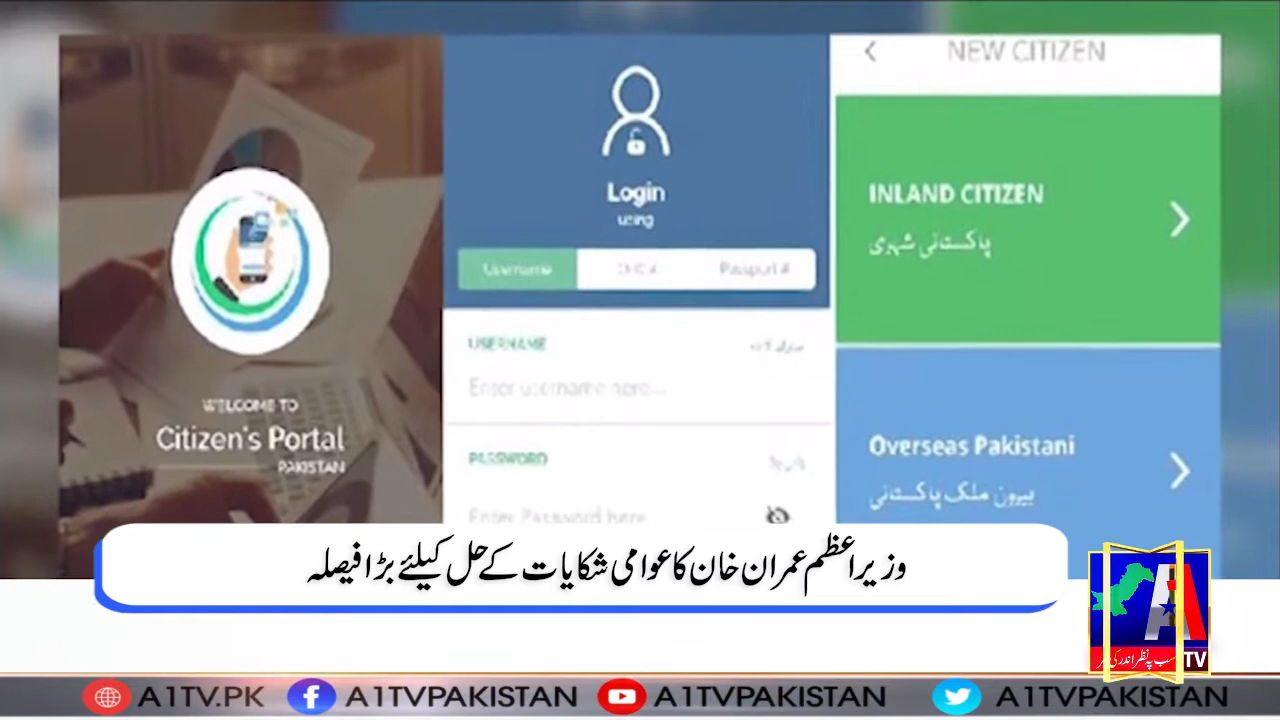 WELCOME TO
Citizen's Portal
PAKISTAN
Login
using
Username
Passport #
USERNAME
Enter username here...
PASSWORD
Enter Password here
NEW CITIZEN
INLAND CITIZEN
پاکستانی شہری
Overseas Pakistani
بیرون ملک پاکستانی
وزیراعظم عمران خان کا عوامی شکایات کے حل کیلئے بڑا فیصلہ
A1
TV
A1TV.PK
A1TVPAKISTAN
A1TVPAKISTAN
A1TVPAKISTAN